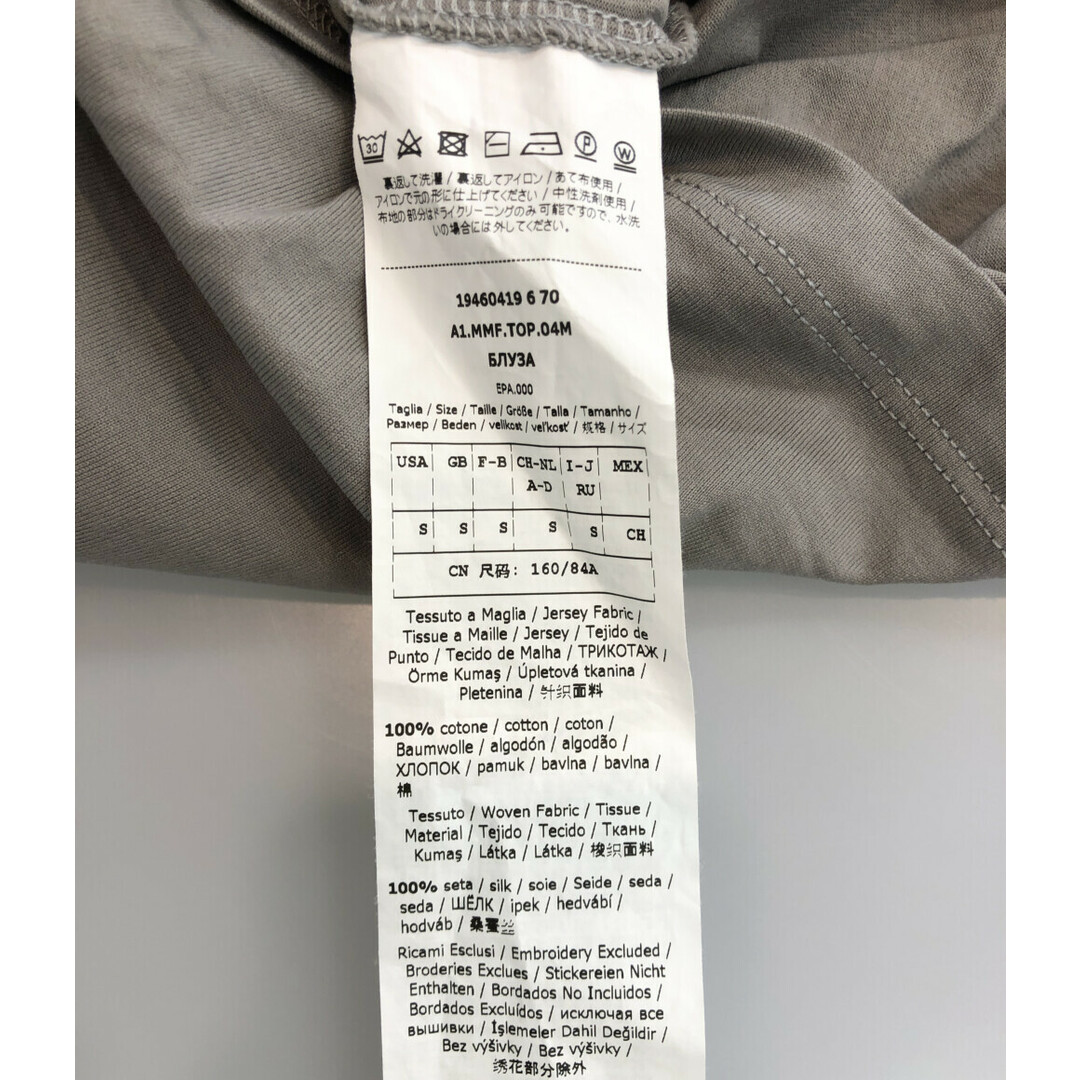 30
P
W
裏返して洗濯 / 裏返してアイロン / あて布使用 /
アイロンで元の形に仕上げてください / 中性洗剤使用 /
布地の部分はドライクリーニングのみ可能ですので、水洗
いの場合には外してください。
19460419 6 70
A1.MMF.TOP.04M
БЛУЗА
EPA.000
Taglia / Size / Taille / Größe / Talla / Tamanho /
Размер / Beden / velikost / veľkosť / 规格 / サイズ
USA GB F-B CH-NL I-J MEX
A-D RU
S S S S S CH
CN 尺码: 160/84A
Tessuto a Maglia / Jersey Fabric /
Tissue a Maille / Jersey / Tejido de
Punto / Tecido de Malha / ТРИКОТАЖ /
Örme Kumaş / Úpletová tkanina /
Pletenina / 针织面料
100% cotone / cotton / coton /
Baumwolle / algodón / algodão /
ХЛОПОК / pamuk / bavlna / bavlna /
棉
Tessuto / Woven Fabric / Tissue /
Material / Tejido / Tecido / Ткань /
Kumaş / Látka / Látka / 梭织面料
100% seta / silk / soie / Seide / seda /
seda / ШЁЛК / ipek / hedvábí /
hodváb / 桑蚕丝
Ricami Esclusi / Embroidery Excluded /
Broderies Exclues / Stickereien Nicht
Enthalten / Bordados No Incluidos /
Bordados Excluídos / исключая все
вышивки / İşlemeler Dahil Değildir /
Bez výšivky / Bez výšivky /
绣花部分除外